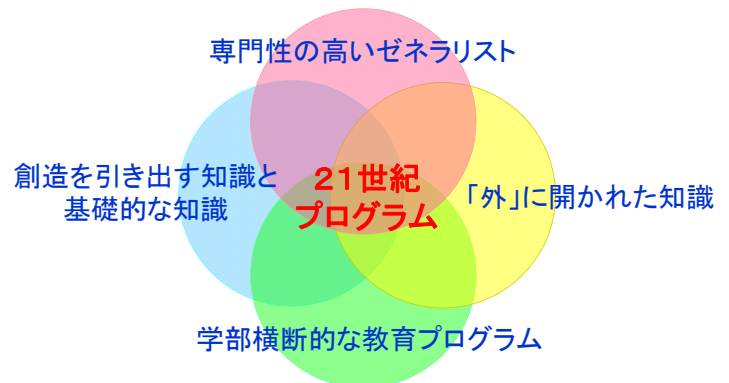 専門性の高いゼネラリスト
創造を引き出す知識と
基礎的な知識
２１世紀
プログラム
「外」に開かれた知識
学部横断的な教育プログラム